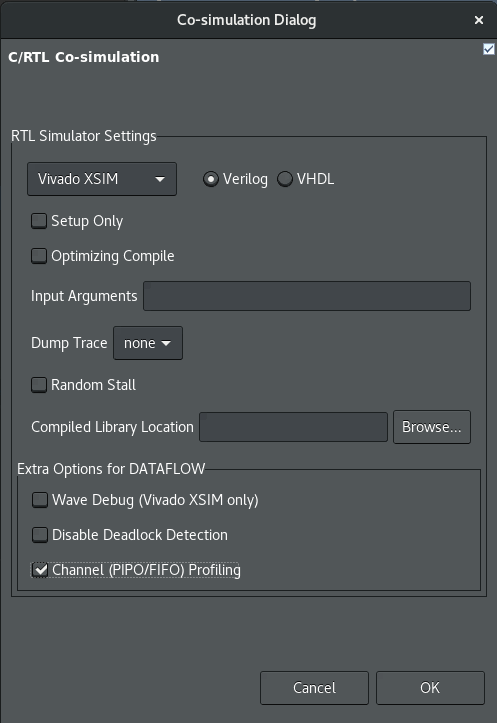 Co-simulation Dialog
C/RTL Co-simulation
RTL Simulator Settings
Vivado XSIM Verilog VHDL
Setup Only
Optimizing Compile
Input Arguments
Dump Trace none
Random Stall
Compiled Library Location Browse...
Extra Options for DATAFLOW
Wave Debug (Vivado XSIM only)
Disable Deadlock Detection
Channel (PIPO/FIFO) Profiling
Cancel OK